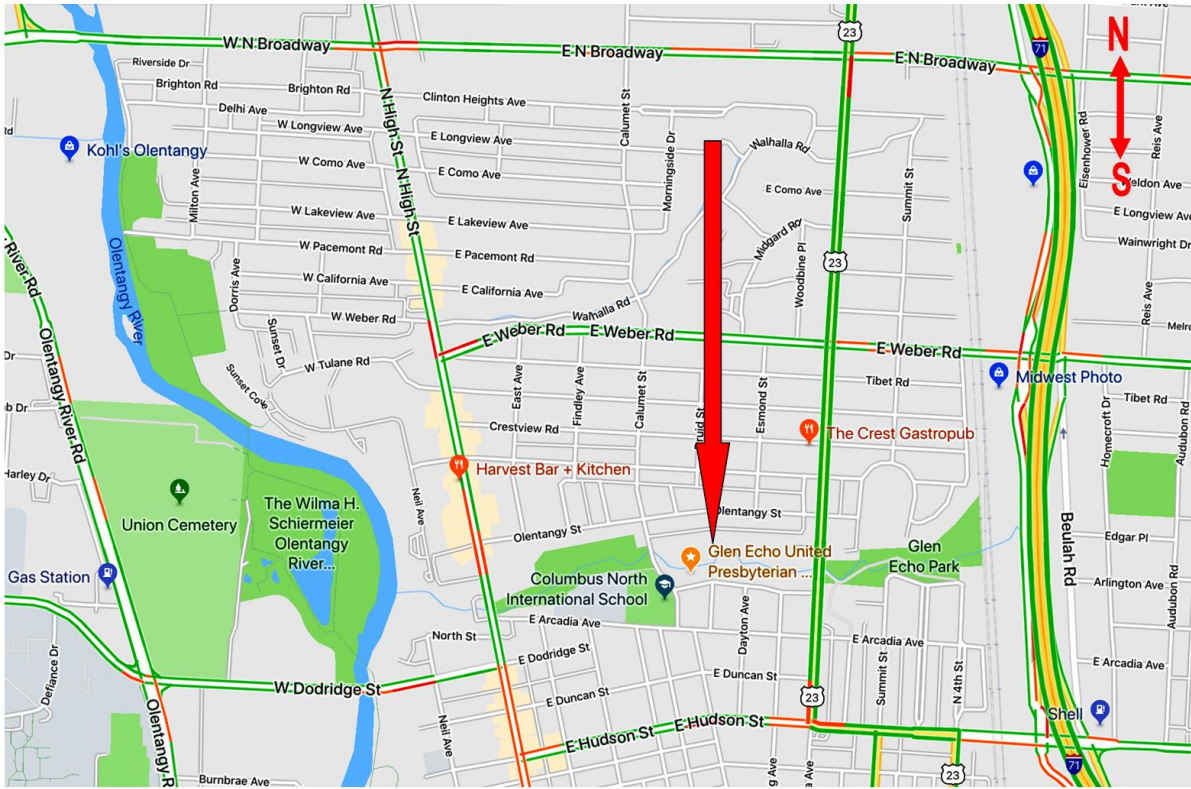 23
W N Broadway
E N Broadway
E N Broadway
71
N
Riverside Dr
Brighton Rd
Brighton Rd
Clinton Heights Ave
Delhi Ave
W Longview Ave
E Longview Ave
Calumet St
Walhalla Rd
Eisenhower Rd
Reis Ave
Kohl's Olentangy
W Como Ave
E Como Ave
Morningside Dr
E Como Ave
Summit St
S
Milton Ave
N High St
N High St
W Lakeview Ave
E Lakeview Ave
E Longview Ave
Midgard Rd
Woodbine Pl
Wainwright Dr
W Pacemont Rd
E Pacemont Rd
23
River Rd
Olentangy River
Dorris Ave
W California Ave
E California Ave
Walhalla Rd
Reis Ave
W Weber Rd
E Weber Rd
E Weber Rd
E Weber Rd
Olentangy River Rd
Sunset Dr
Sunset Cove
W Tulane Rd
East Ave
Findley Ave
Calumet St
Esmond St
Tibet Rd
Midwest Photo
Tibet Rd
Homecroft Dr
Audubon Rd
Crestview Rd
The Crest Gastropub
Harvest Bar + Kitchen
Harley Dr
Union Cemetery
The Wilma H.
Schiermeier
Olentangy
River...
Neil Ave
Olentangy St
Olentangy St
Beulah Rd
Edgar Pl
Glen Echo United
Presbyterian ...
Glen
Echo Park
Gas Station
Columbus North
International School
Arlington Ave
Audubon Rd
Dayton Ave
E Arcadia Ave
E Arcadia Ave
E Arcadia Ave
North St
E Dodridge St
Defiance Dr
W Dodridge St
E Duncan St
E Duncan St
Summit St
N 4th St
23
Shell
Neil Ave
E Hudson St
E Hudson St
Olentangy R
Burnbrae Ave
23
71